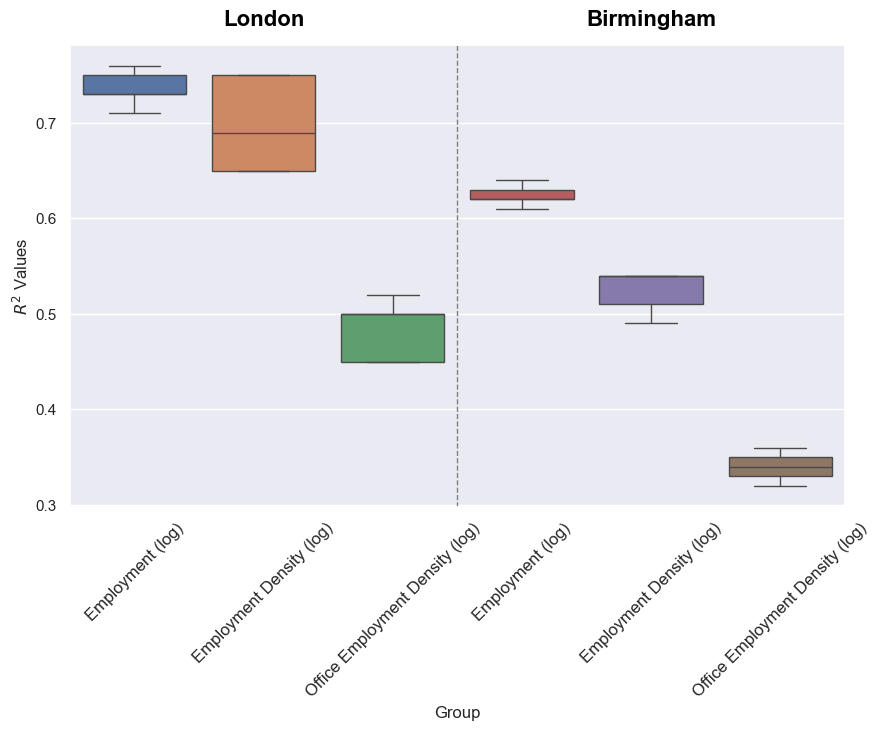 London
Birmingham
0.7
0.6
0.5
0.4
0.3
R² Values
Employment (log)
Employment Density (log)
Office Employment Density (log)
Employment (log)
Employment Density (log)
Office Employment Density (log)
Group